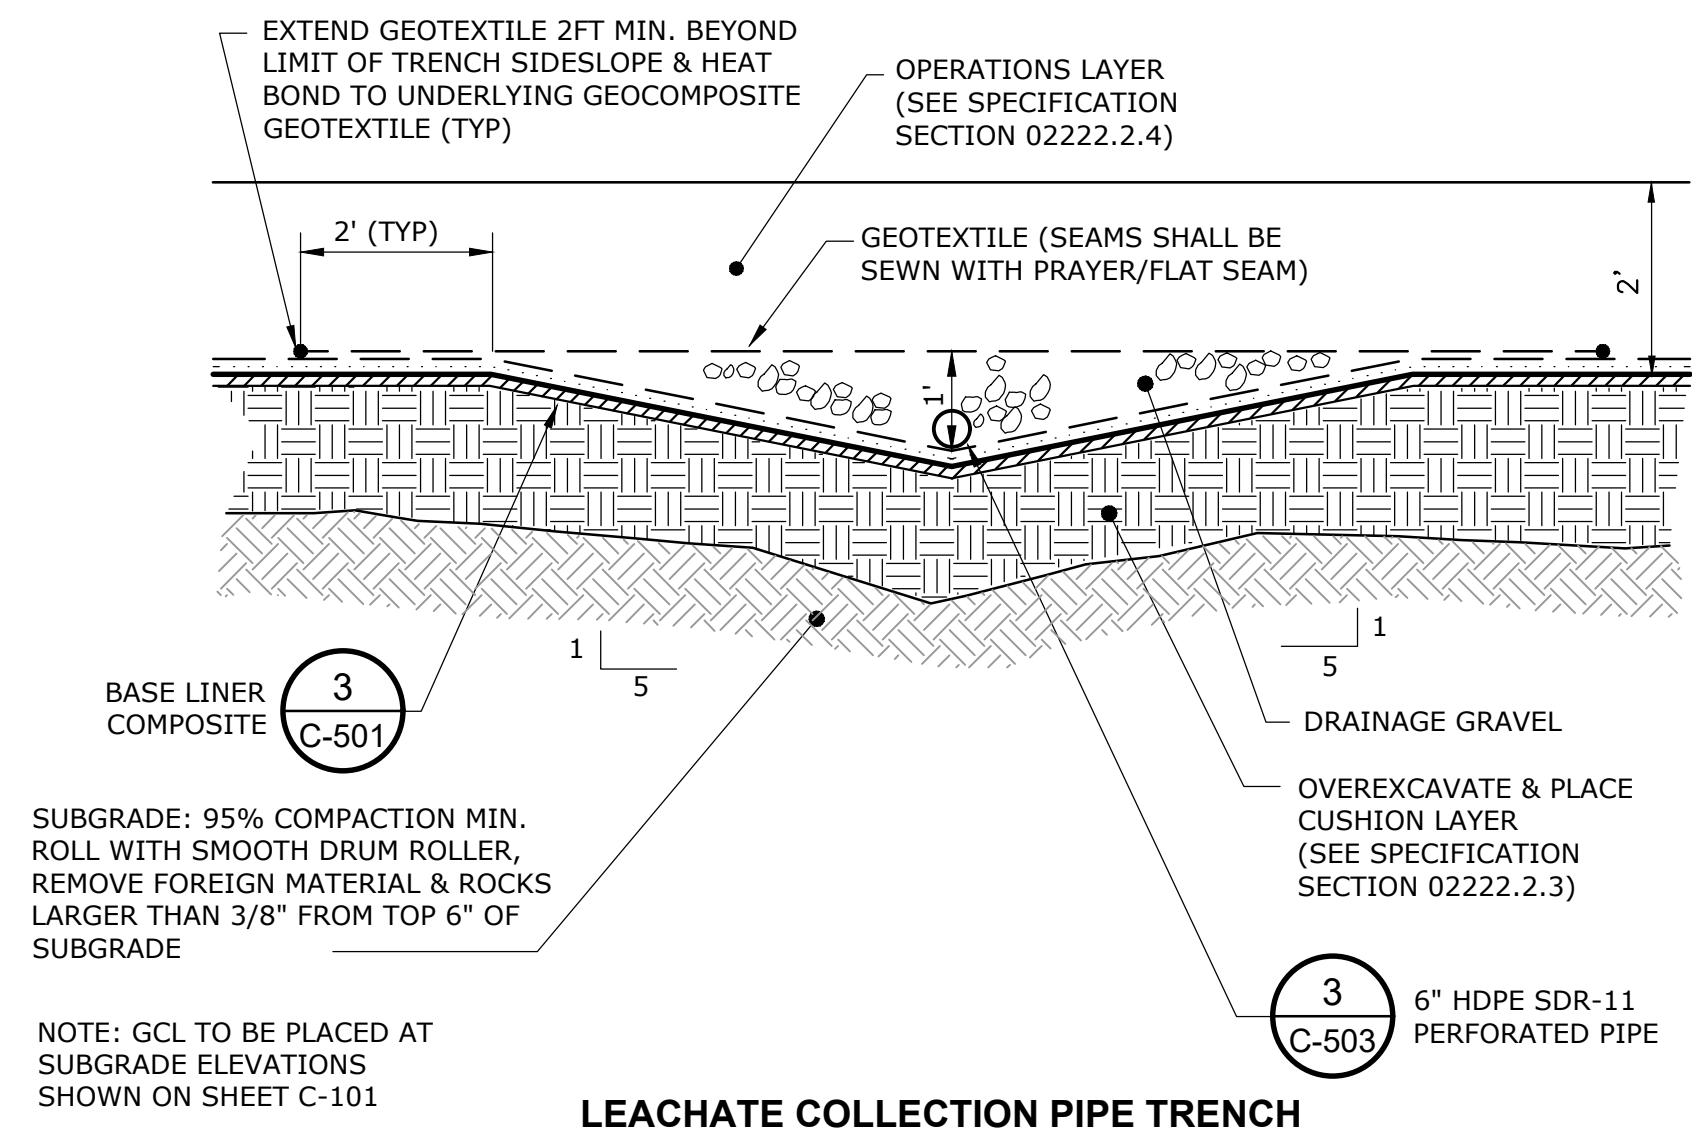 EXTEND GEOTEXTILE 2FT MIN. BEYOND
LIMIT OF TRENCH SIDESLOPE & HEAT
BOND TO UNDERLYING GEOCOMPOSITE
GEOTEXTILE (TYP)
OPERATIONS LAYER
(SEE SPECIFICATION
SECTION 02222.2.4)
2' (TYP)
GEOTEXTILE (SEAMS SHALL BE
SEWN WITH PRAYER/FLAT SEAM)
2'
1'
1
5
1
5
BASE LINER
COMPOSITE
3
C-501
DRAINAGE GRAVEL
OVEREXCAVATE & PLACE
CUSHION LAYER
(SEE SPECIFICATION
SECTION 02222.2.3)
SUBGRADE: 95% COMPACTION MIN.
ROLL WITH SMOOTH DRUM ROLLER,
REMOVE FOREIGN MATERIAL & ROCKS
LARGER THAN 3/8" FROM TOP 6" OF
SUBGRADE
3
C-503
6" HDPE SDR-11
PERFORATED PIPE
NOTE: GCL TO BE PLACED AT
SUBGRADE ELEVATIONS
SHOWN ON SHEET C-101
LEACHATE COLLECTION PIPE TRENCH